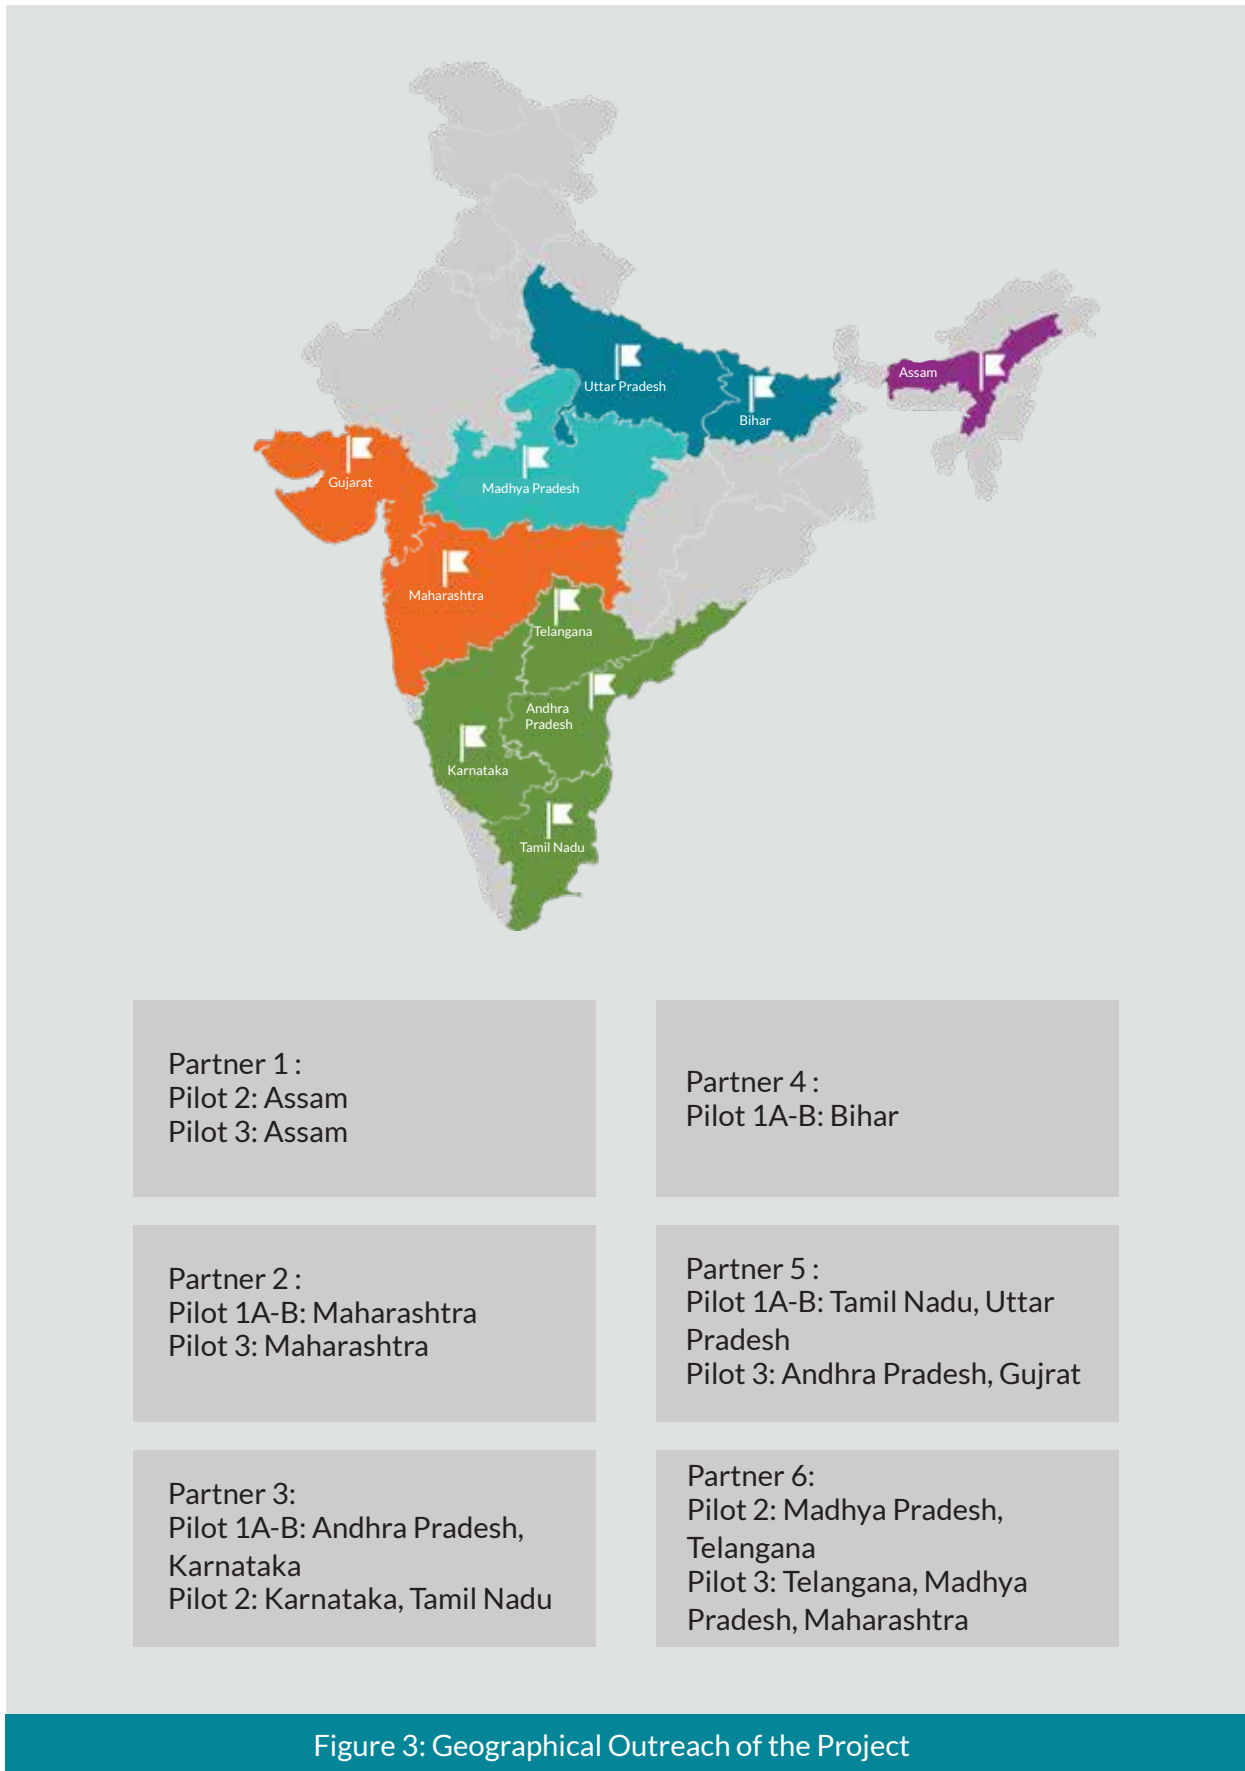 Uttar Pradesh
Bihar
Assam
Gujarat
Madhya Pradesh
Maharashtra
Telangana
Andhra
Pradesh
Karnataka
Tamil Nadu
Partner 1 :
Pilot 2: Assam
Pilot 3: Assam
Partner 4 :
Pilot 1A-B: Bihar
Partner 2 :
Pilot 1A-B: Maharashtra
Pilot 3: Maharashtra
Partner 5 :
Pilot 1A-B: Tamil Nadu, Uttar
Pradesh
Pilot 3: Andhra Pradesh, Gujrat
Partner 3:
Pilot 1A-B: Andhra Pradesh,
Karnataka
Pilot 2: Karnataka, Tamil Nadu
Partner 6:
Pilot 2: Madhya Pradesh,
Telangana
Pilot 3: Telangana, Madhya
Pradesh, Maharashtra
Figure 3: Geographical Outreach of the Project